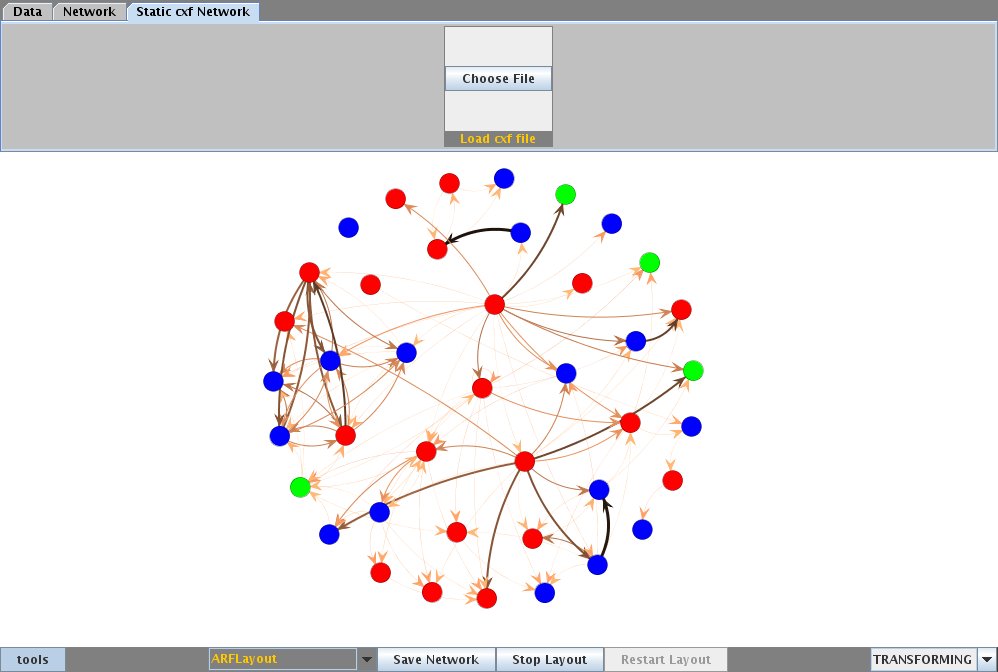 Data Network Static cxf Network
Choose File
Load cxf file
tools ARFLayout Save Network Stop Layout Restart Layout TRANSFORMING